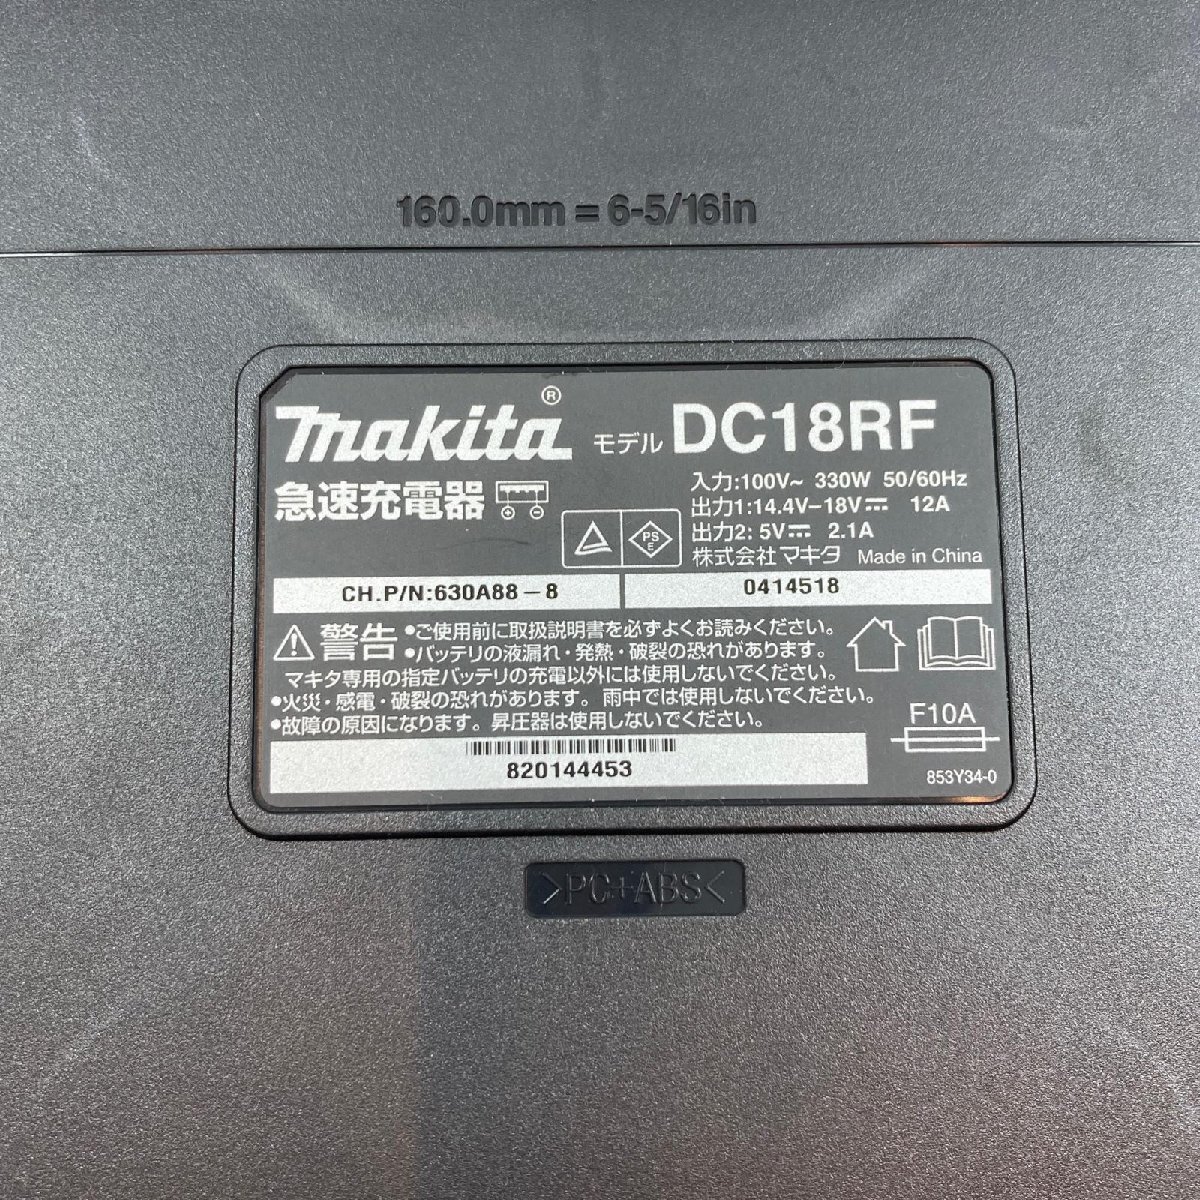 160.0mm = 6-5/16in
makita® モデル DC18RF
急速充電器
入力:100V~ 330W 50/60Hz
出力1:14.4V-18V⎓ 12A
出力2: 5V⎓ 2.1A
PS
E
株式会社マキタ Made in China
CH.P/N:630A88-8 0414518
警告 •ご使用前に取扱説明書を必ずよくお読みください。
•バッテリの液漏れ・発熱・破裂の恐れがあります。
マキタ専用の指定バッテリの充電以外には使用しないでください。
•火災・感電・破裂の恐れがあります。雨中では使用しないでください。
•故障の原因になります。昇圧器は使用しないでください。
F10A
820144453
853Y34-0
>PC+ABS<